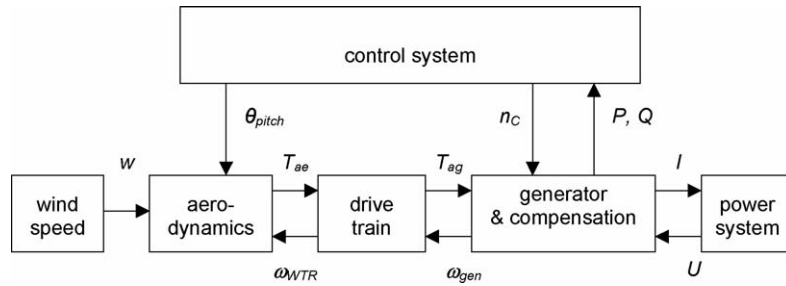 control system
θpitch
nC
P, Q
w
Tae
Tag
I
wind
speed
aero-
dynamics
drive
train
generator
& compensation
power
system
ωWTR
ωgen
U